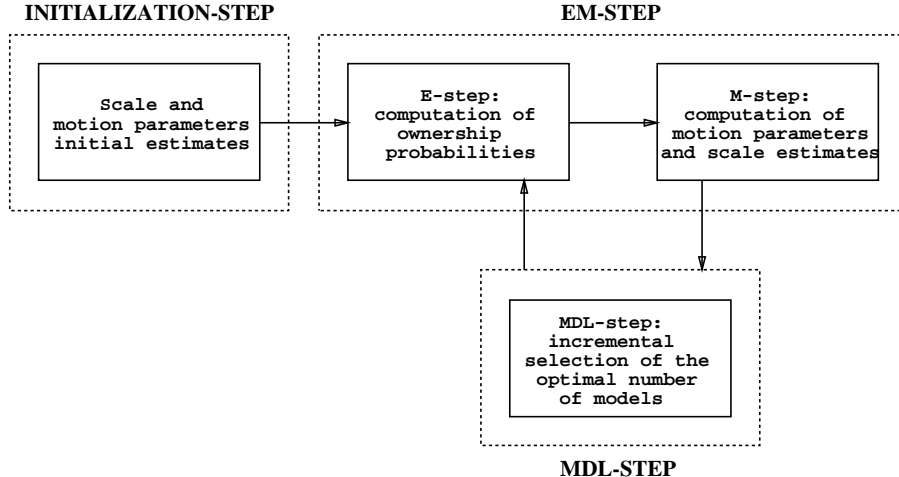 INITIALIZATION-STEP
EM-STEP
Scale and
motion parameters
initial estimates
E-step:
computation of
ownership
probabilities
M-step:
computation of
motion parameters
and scale estimates
MDL-step:
incremental
selection of the
optimal number
of models
MDL-STEP